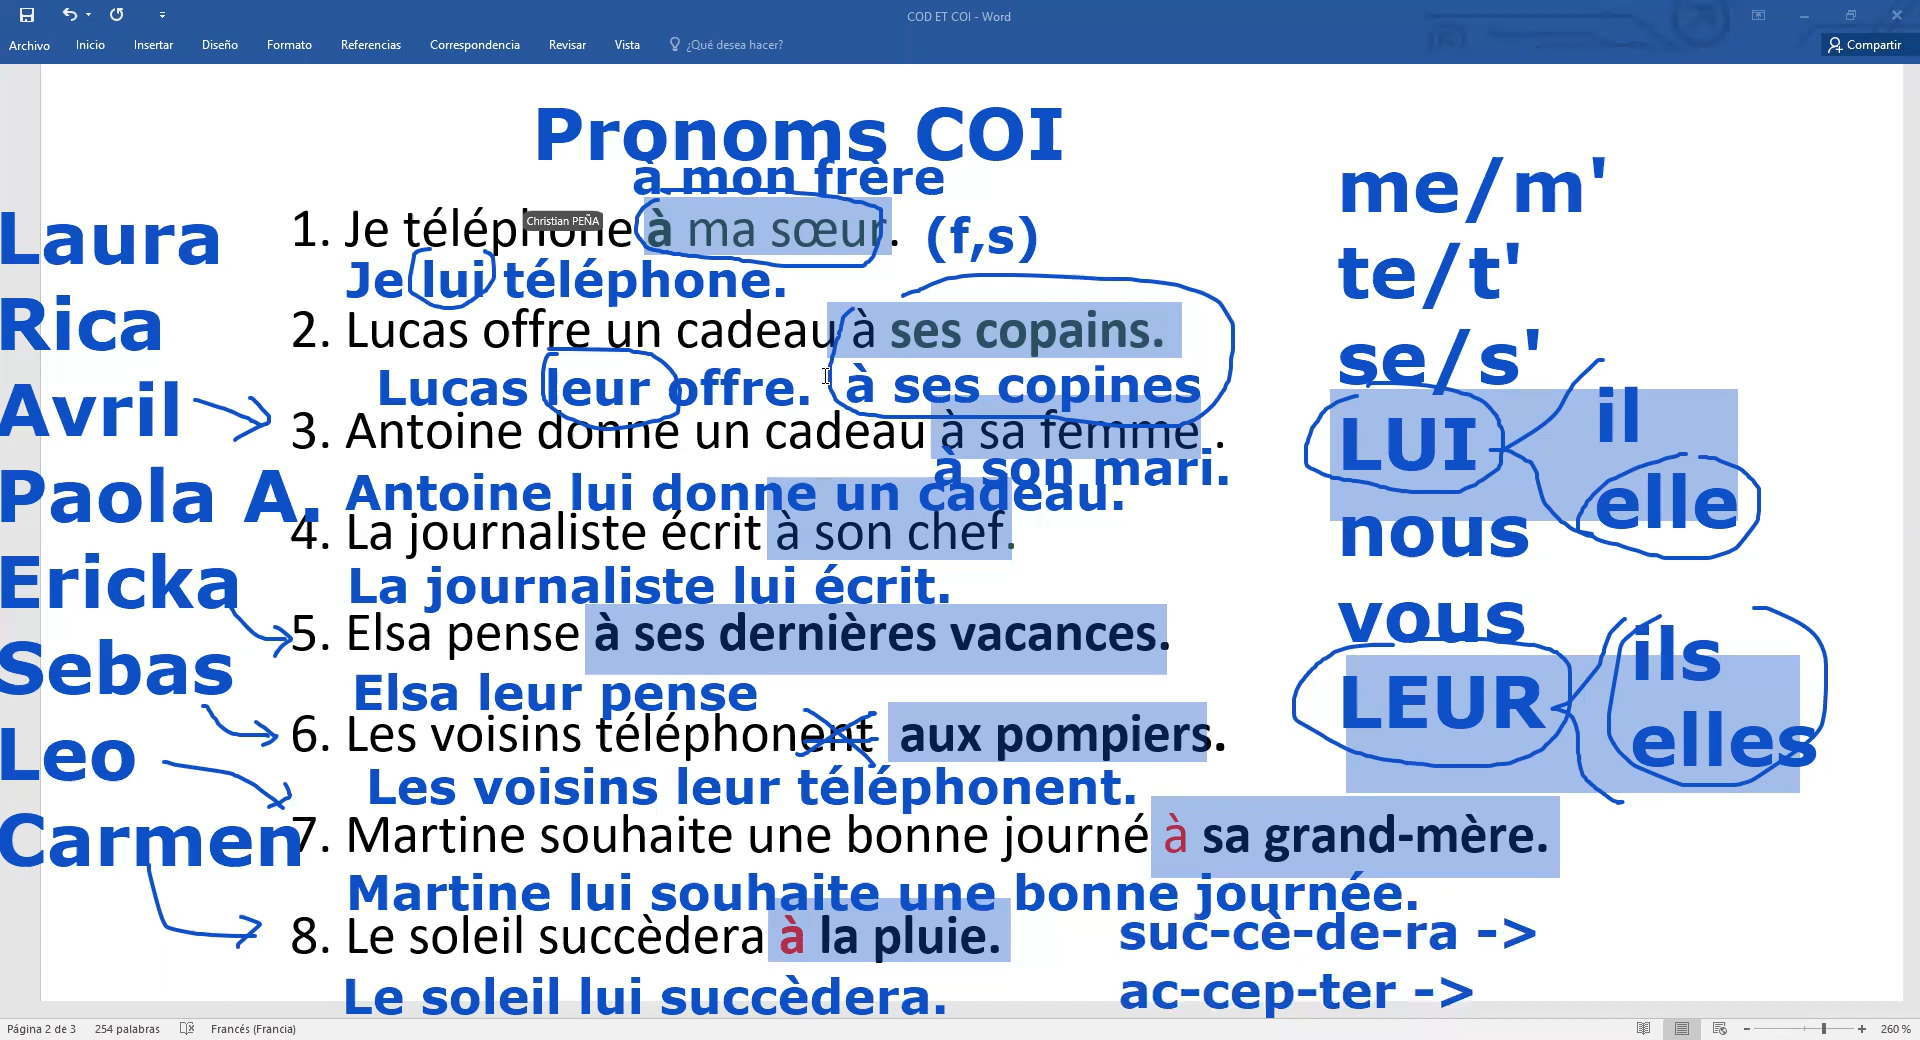 COD ET COI - Word
Archivo Inicio Insertar Diseño Formato Referencias Correspondencia Revisar Vista ¿Qué desea hacer? Compartir
Pronoms COI
à mon frère
1. Je téléphone à ma sœur. (f,s)
Christian PEÑA
Je lui téléphone.
2. Lucas offre un cadeau à ses copains.
Lucas leur offre. à ses copines
3. Antoine donne un cadeau à sa femme .
à son mari.
Antoine lui donne un cadeau.
4. La journaliste écrit à son chef.
La journaliste lui écrit.
5. Elsa pense à ses dernières vacances.
Elsa leur pense
6. Les voisins téléphonent aux pompiers.
Les voisins leur téléphonent.
7. Martine souhaite une bonne journé à sa grand-mère.
Martine lui souhaite une bonne journée.
8. Le soleil succèdera à la pluie.
Le soleil lui succèdera.
Laura
Rica
Avril
Paola A.
Ericka
Sebas
Leo
Carmen
me/m'
te/t'
se/s'
LUI
nous
vous
LEUR
il
elle
ils
elles
suc-cè-de-ra ->
ac-cep-ter ->
Página 2 de 3 254 palabras Francés (Francia) 260 %